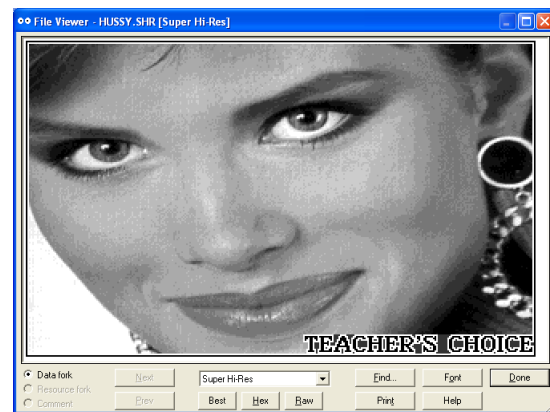 File Viewer - HUSSY.SHR [Super Hi-Res]
TEACHER'S CHOICE
Data fork
Resource fork
Comment
Next
Prev
Super Hi-Res
Best Hex Raw
Find... Font Done
Print Help